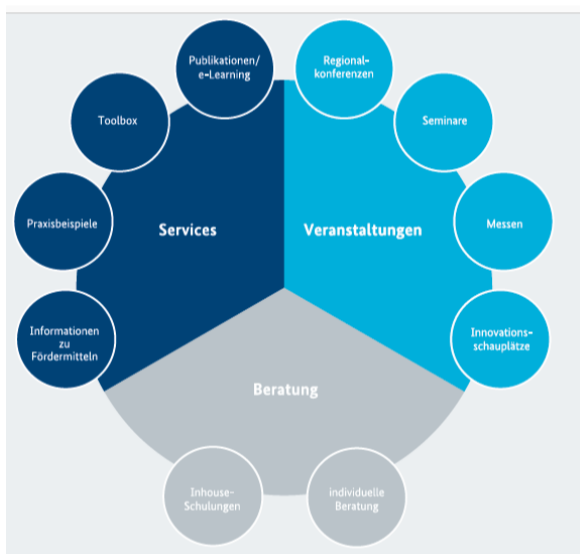 Publikationen/
e-Learning
Regional-
konferenzen
Toolbox
Seminare
Praxisbeispiele
Services
Veranstaltungen
Messen
Informationen
zu
Fördermitteln
Innovations-
schauplätze
Beratung
Inhouse-
Schulungen
individuelle
Beratung